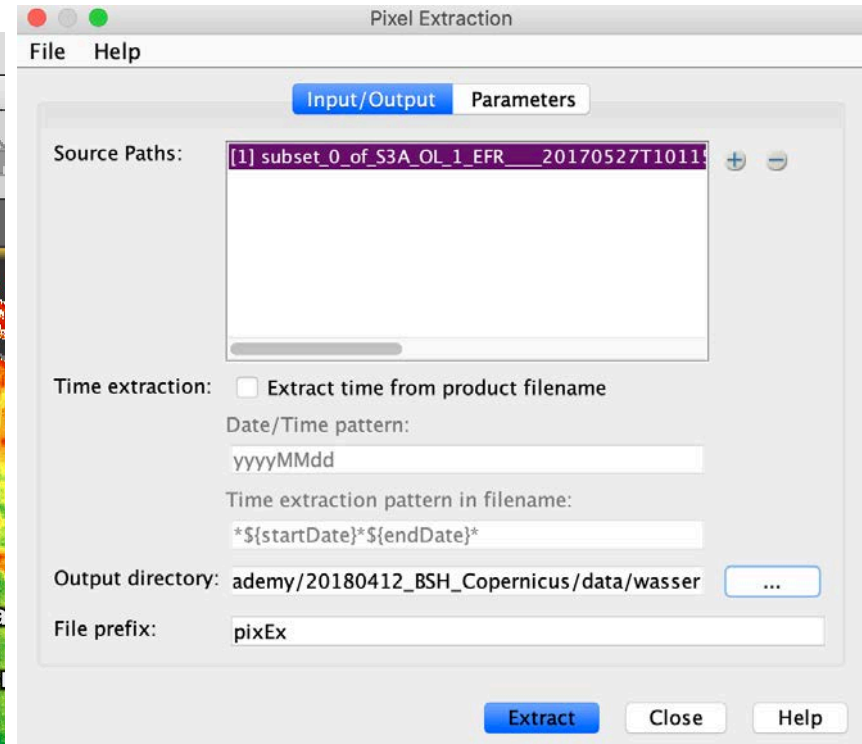 Pixel Extraction
File Help
Input/Output Parameters
Source Paths:
[1] subset_0_of_S3A_OL_1_EFR____20170527T10115
Time extraction: Extract time from product filename
Date/Time pattern:
yyyyMMdd
Time extraction pattern in filename:
*${startDate}*${endDate}*
Output directory: ademy/20180412_BSH_Copernicus/data/wasser ...
File prefix: pixEx
Extract Close Help